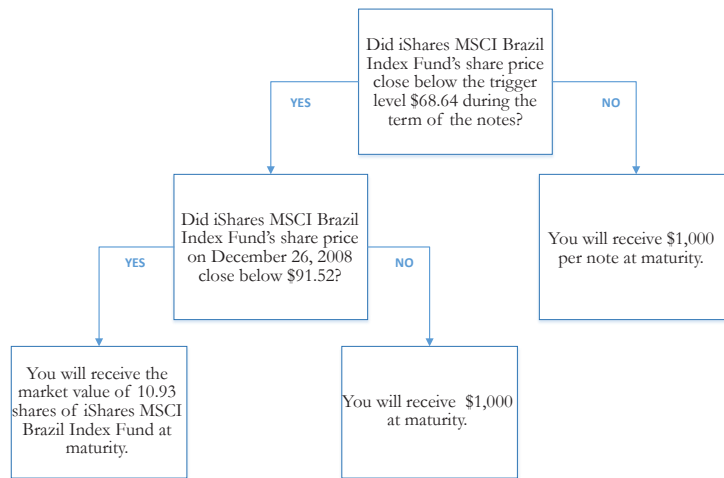 Did iShares MSCI Brazil
Index Fund's share price
close below the trigger
level $68.64 during the
term of the notes?
YES
NO
Did iShares MSCI Brazil
Index Fund's share price
on December 26, 2008
close below $91.52?
You will receive $1,000
per note at maturity.
YES
NO
You will receive the
market value of 10.93
shares of iShares MSCI
Brazil Index Fund at
maturity.
You will receive  $1,000
at maturity.